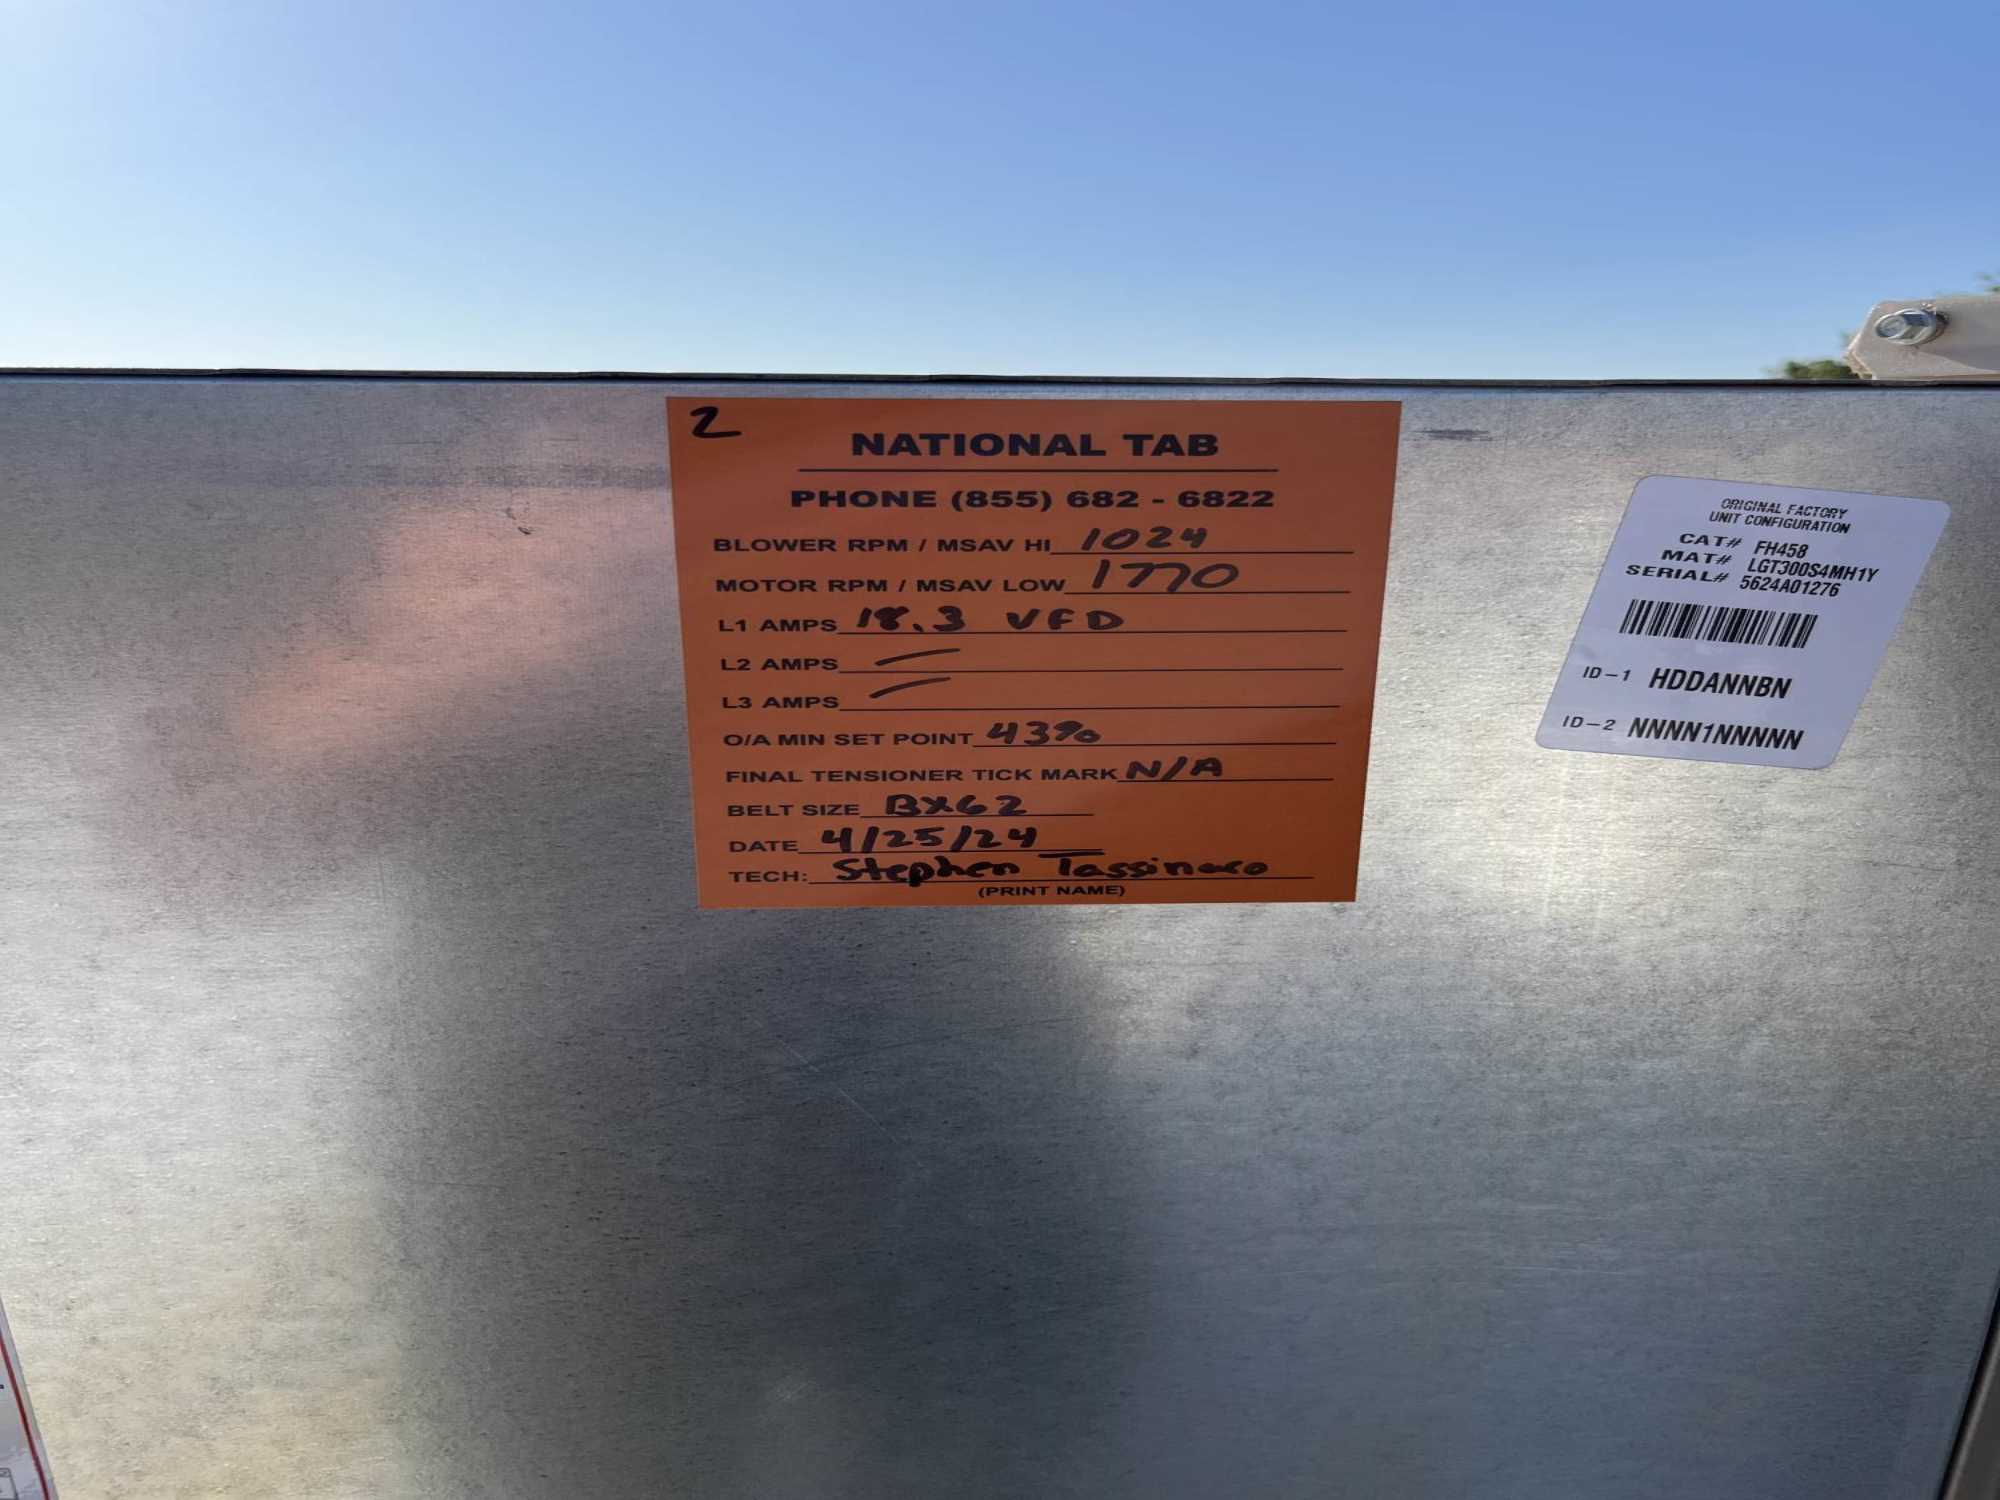 2
NATIONAL TAB
PHONE (855) 682 - 6822
BLOWER RPM / MSAV HI 1024
MOTOR RPM / MSAV LOW 1770
L1 AMPS 18.3 VFD
L2 AMPS —
L3 AMPS —
O/A MIN SET POINT 43%
FINAL TENSIONER TICK MARK N/A
BELT SIZE BX62
DATE 4/25/24
TECH: Stephen Tassinaro
(PRINT NAME)
ORIGINAL FACTORY
UNIT CONFIGURATION
CAT# FH458
MAT# LGT300S4MH1Y
SERIAL# 5624A01276
ID-1 HDDANNBN
ID-2 NNNN1NNNNN